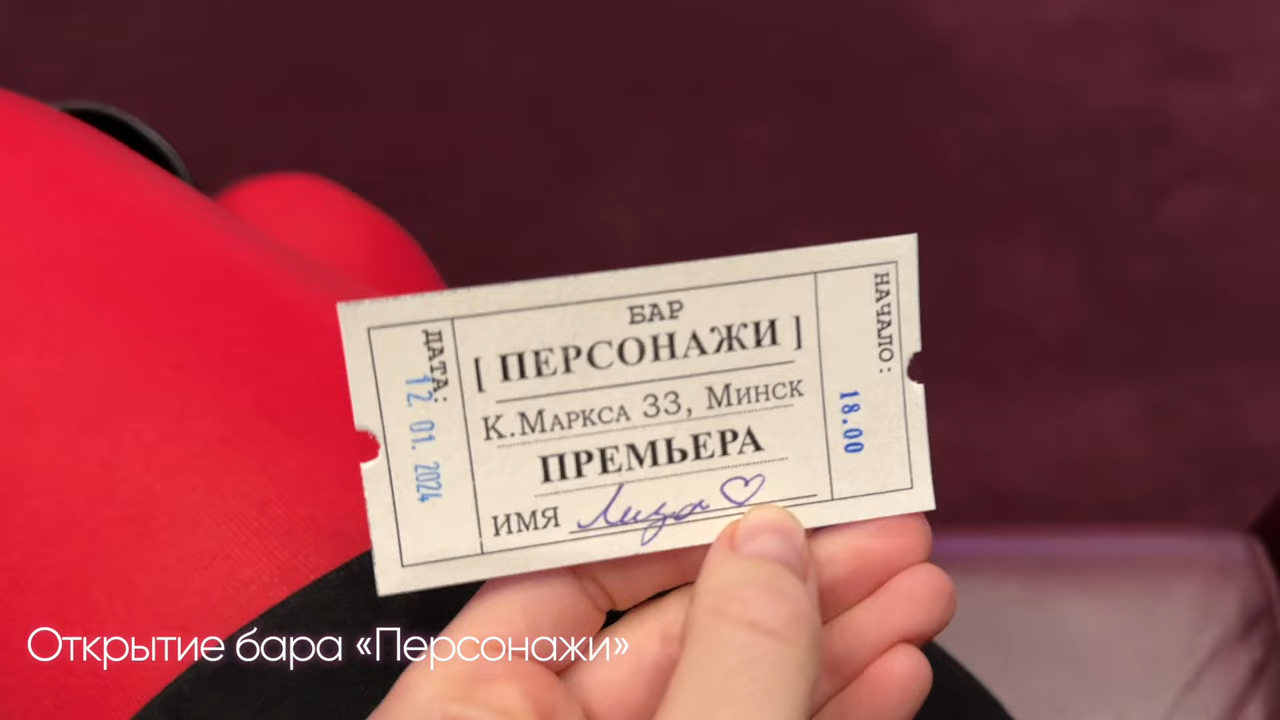 БАР
[ ПЕРСОНАЖИ ]
К.МАРКСА 33, МИНСК
ПРЕМЬЕРА
ИМЯ Лиза ♡
ДАТА:
12. 01. 2024
НАЧАЛО:
18.00
Открытие бара «Персонажи»